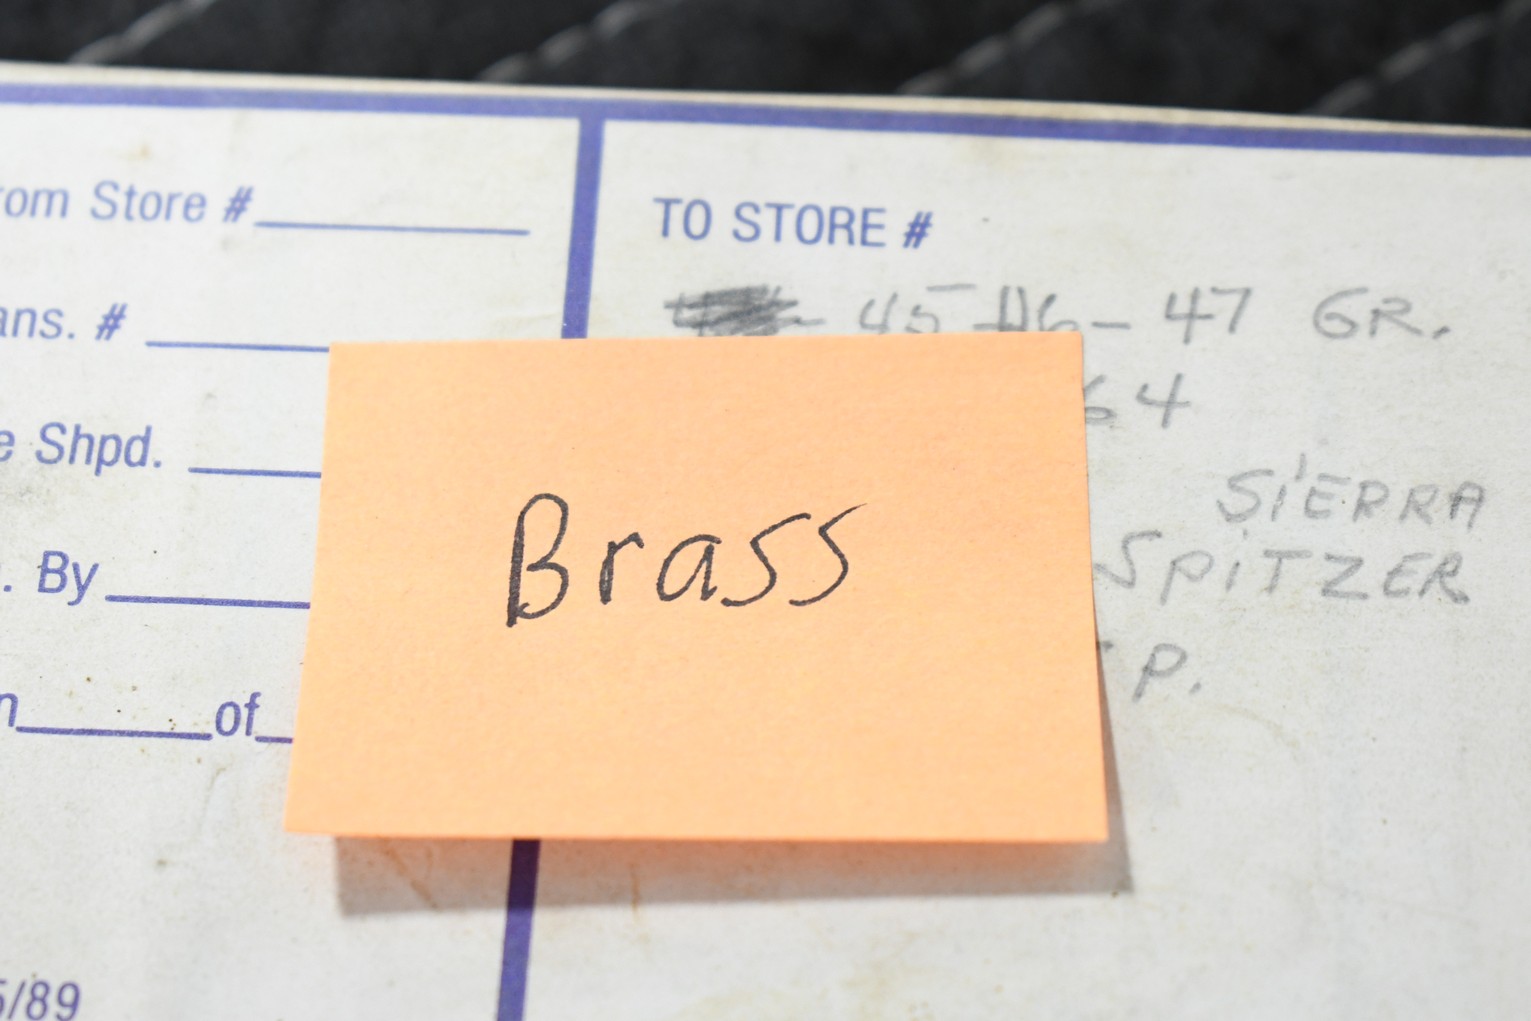 rom Store #
ans. #
e Shpd.
. By
n of
5/89
TO STORE #
45-46-47 GR.
64
SIERRA
SPITZER
P.
Brass